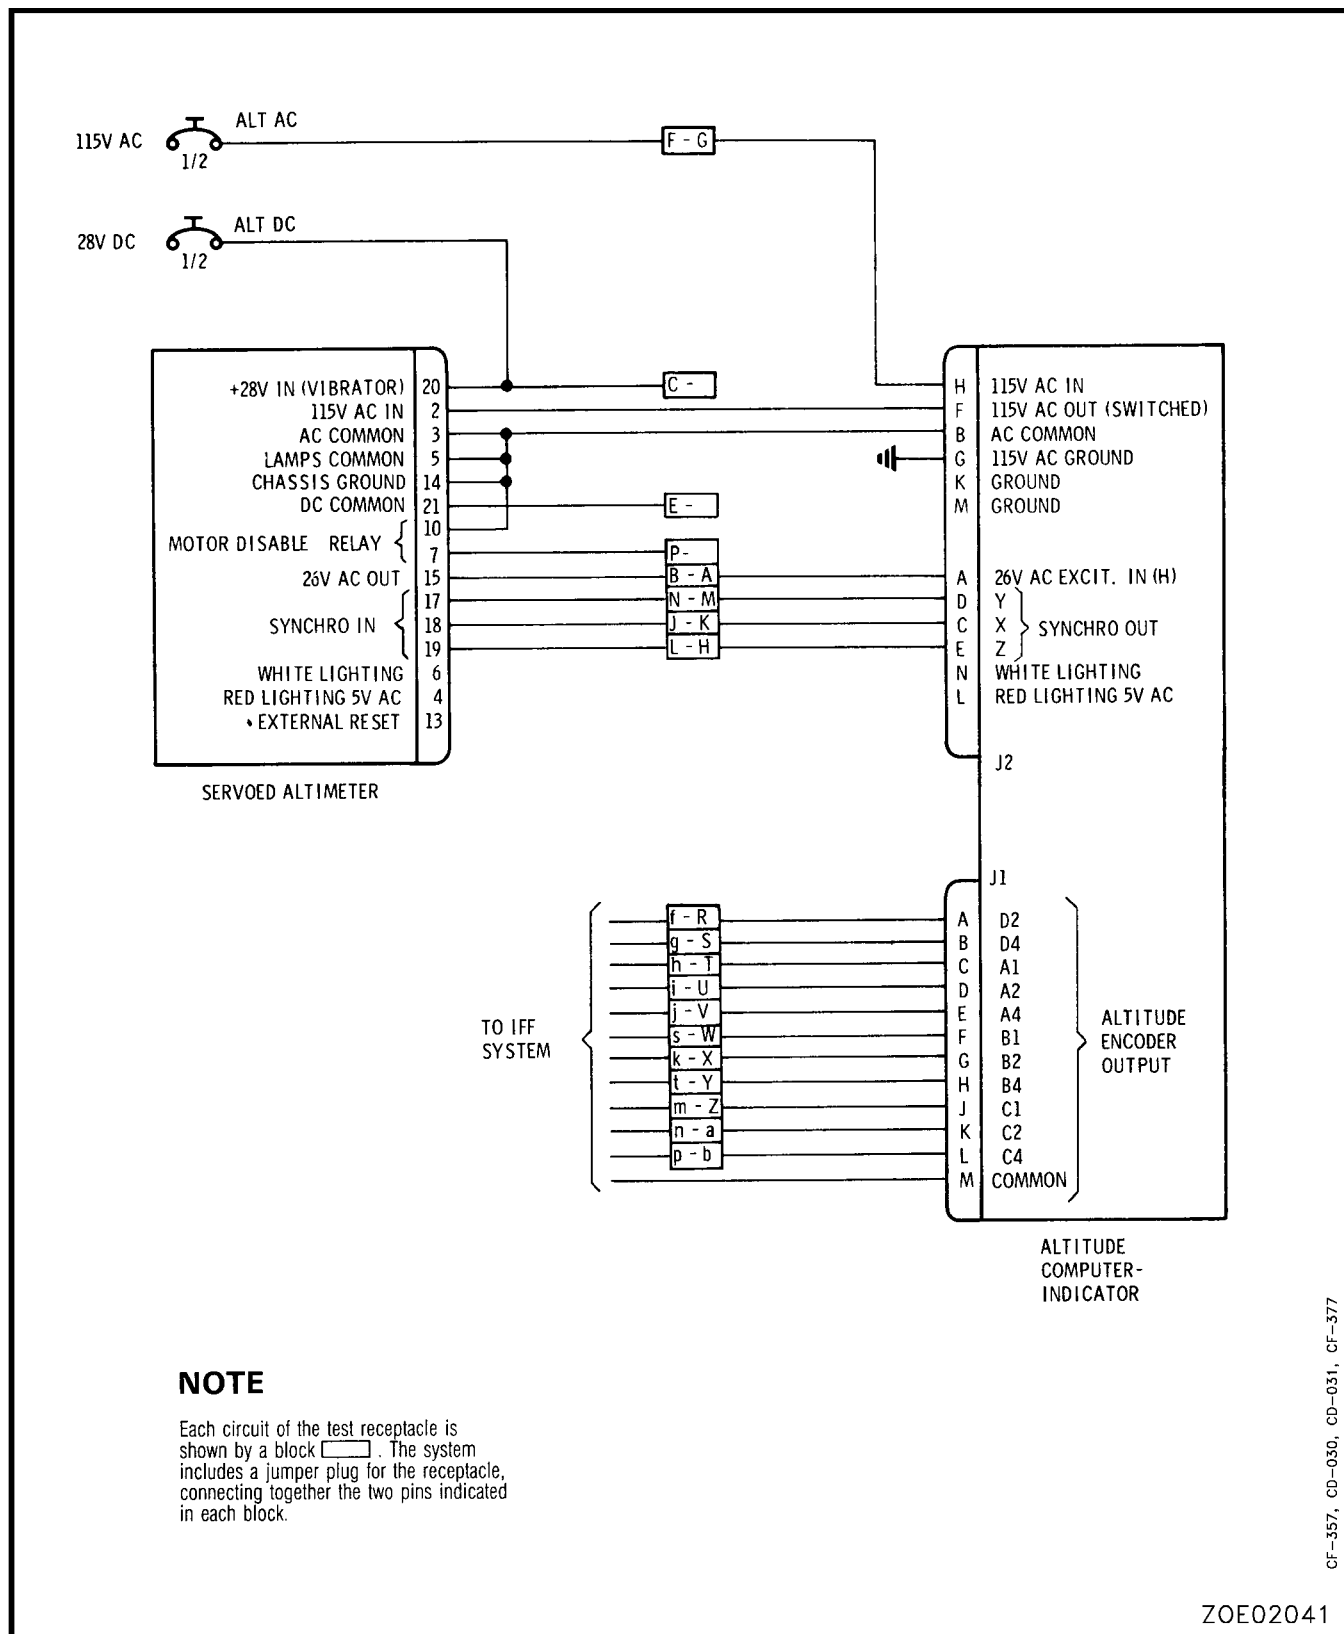 ALT AC
115V AC
1/2
F - G
ALT DC
28V DC
1/2
+28V IN (VIBRATOR) 20
115V AC IN 2
AC COMMON 3
LAMPS COMMON 5
CHASSIS GROUND 14
DC COMMON 21
MOTOR DISABLE RELAY
10
7
26V AC OUT 15
SYNCHRO IN
17
18
19
WHITE LIGHTING 6
RED LIGHTING 5V AC 4
EXTERNAL RESET 13
SERVOED ALTIMETER
C -
E -
P-
B - A
N - M
J - K
L - H
H 115V AC IN
F 115V AC OUT (SWITCHED)
B AC COMMON
G 115V AC GROUND
K GROUND
M GROUND
A 26V AC EXCIT. IN (H)
D Y
C X
E Z
SYNCHRO OUT
N WHITE LIGHTING
L RED LIGHTING 5V AC
J2
J1
TO IFF
SYSTEM
f - R
g - S
h - T
i - U
j - V
s - W
k - X
t - Y
m - Z
n - a
p - b
A D2
B D4
C A1
D A2
E A4
F B1
G B2
H B4
J C1
K C2
L C4
M COMMON
ALTITUDE
ENCODER
OUTPUT
ALTITUDE
COMPUTER-
INDICATOR
NOTE
Each circuit of the test receptacle is
shown by a block . The system
includes a jumper plug for the receptacle,
connecting together the two pins indicated
in each block.
CF-357, CD-030, CD-031, CF-377
ZOE02041